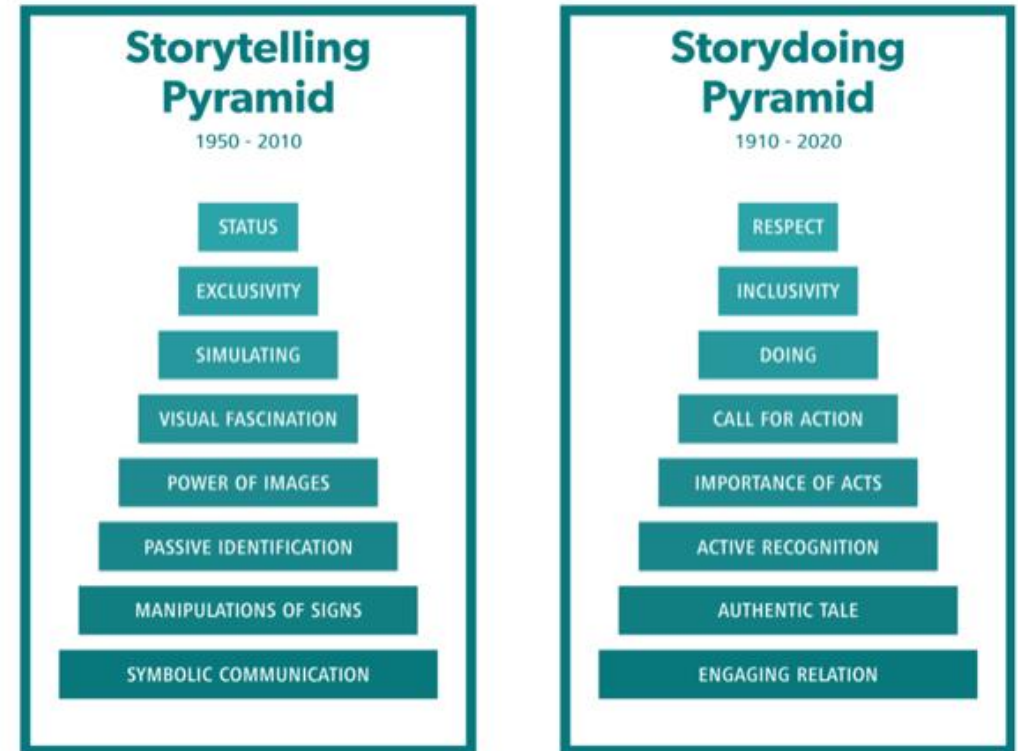 Storytelling
Pyramid
1950 - 2010
STATUS
EXCLUSIVITY
SIMULATING
VISUAL FASCINATION
POWER OF IMAGES
PASSIVE IDENTIFICATION
MANIPULATIONS OF SIGNS
SYMBOLIC COMMUNICATION
Storydoing
Pyramid
1910 - 2020
RESPECT
INCLUSIVITY
DOING
CALL FOR ACTION
IMPORTANCE OF ACTS
ACTIVE RECOGNITION
AUTHENTIC TALE
ENGAGING RELATION